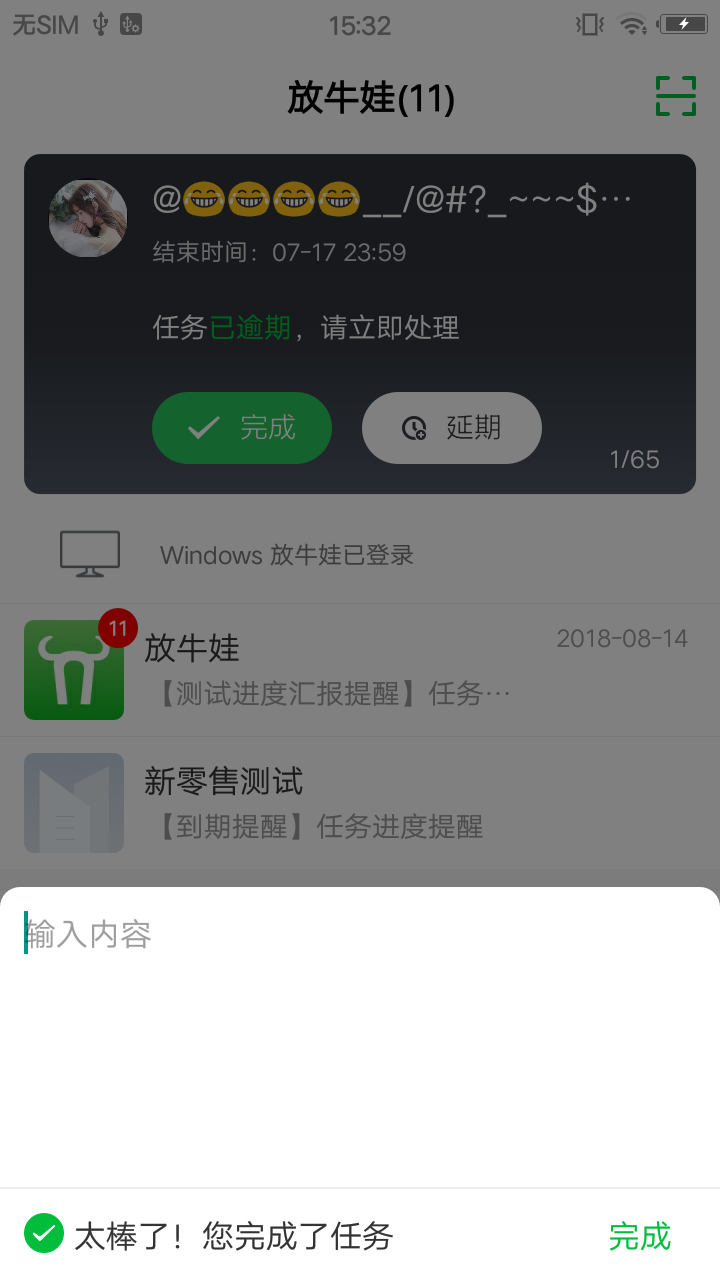 无SIM 15:32
放牛娃(11)
@😂😂😂😂__/@#?_~~~$···
结束时间：07-17 23:59
任务已逾期，请立即处理
完成 延期
1/65
Windows 放牛娃已登录
11
放牛娃 2018-08-14
【测试进度汇报提醒】任务···
新零售测试
【到期提醒】任务进度提醒
输入内容
太棒了！您完成了任务 完成